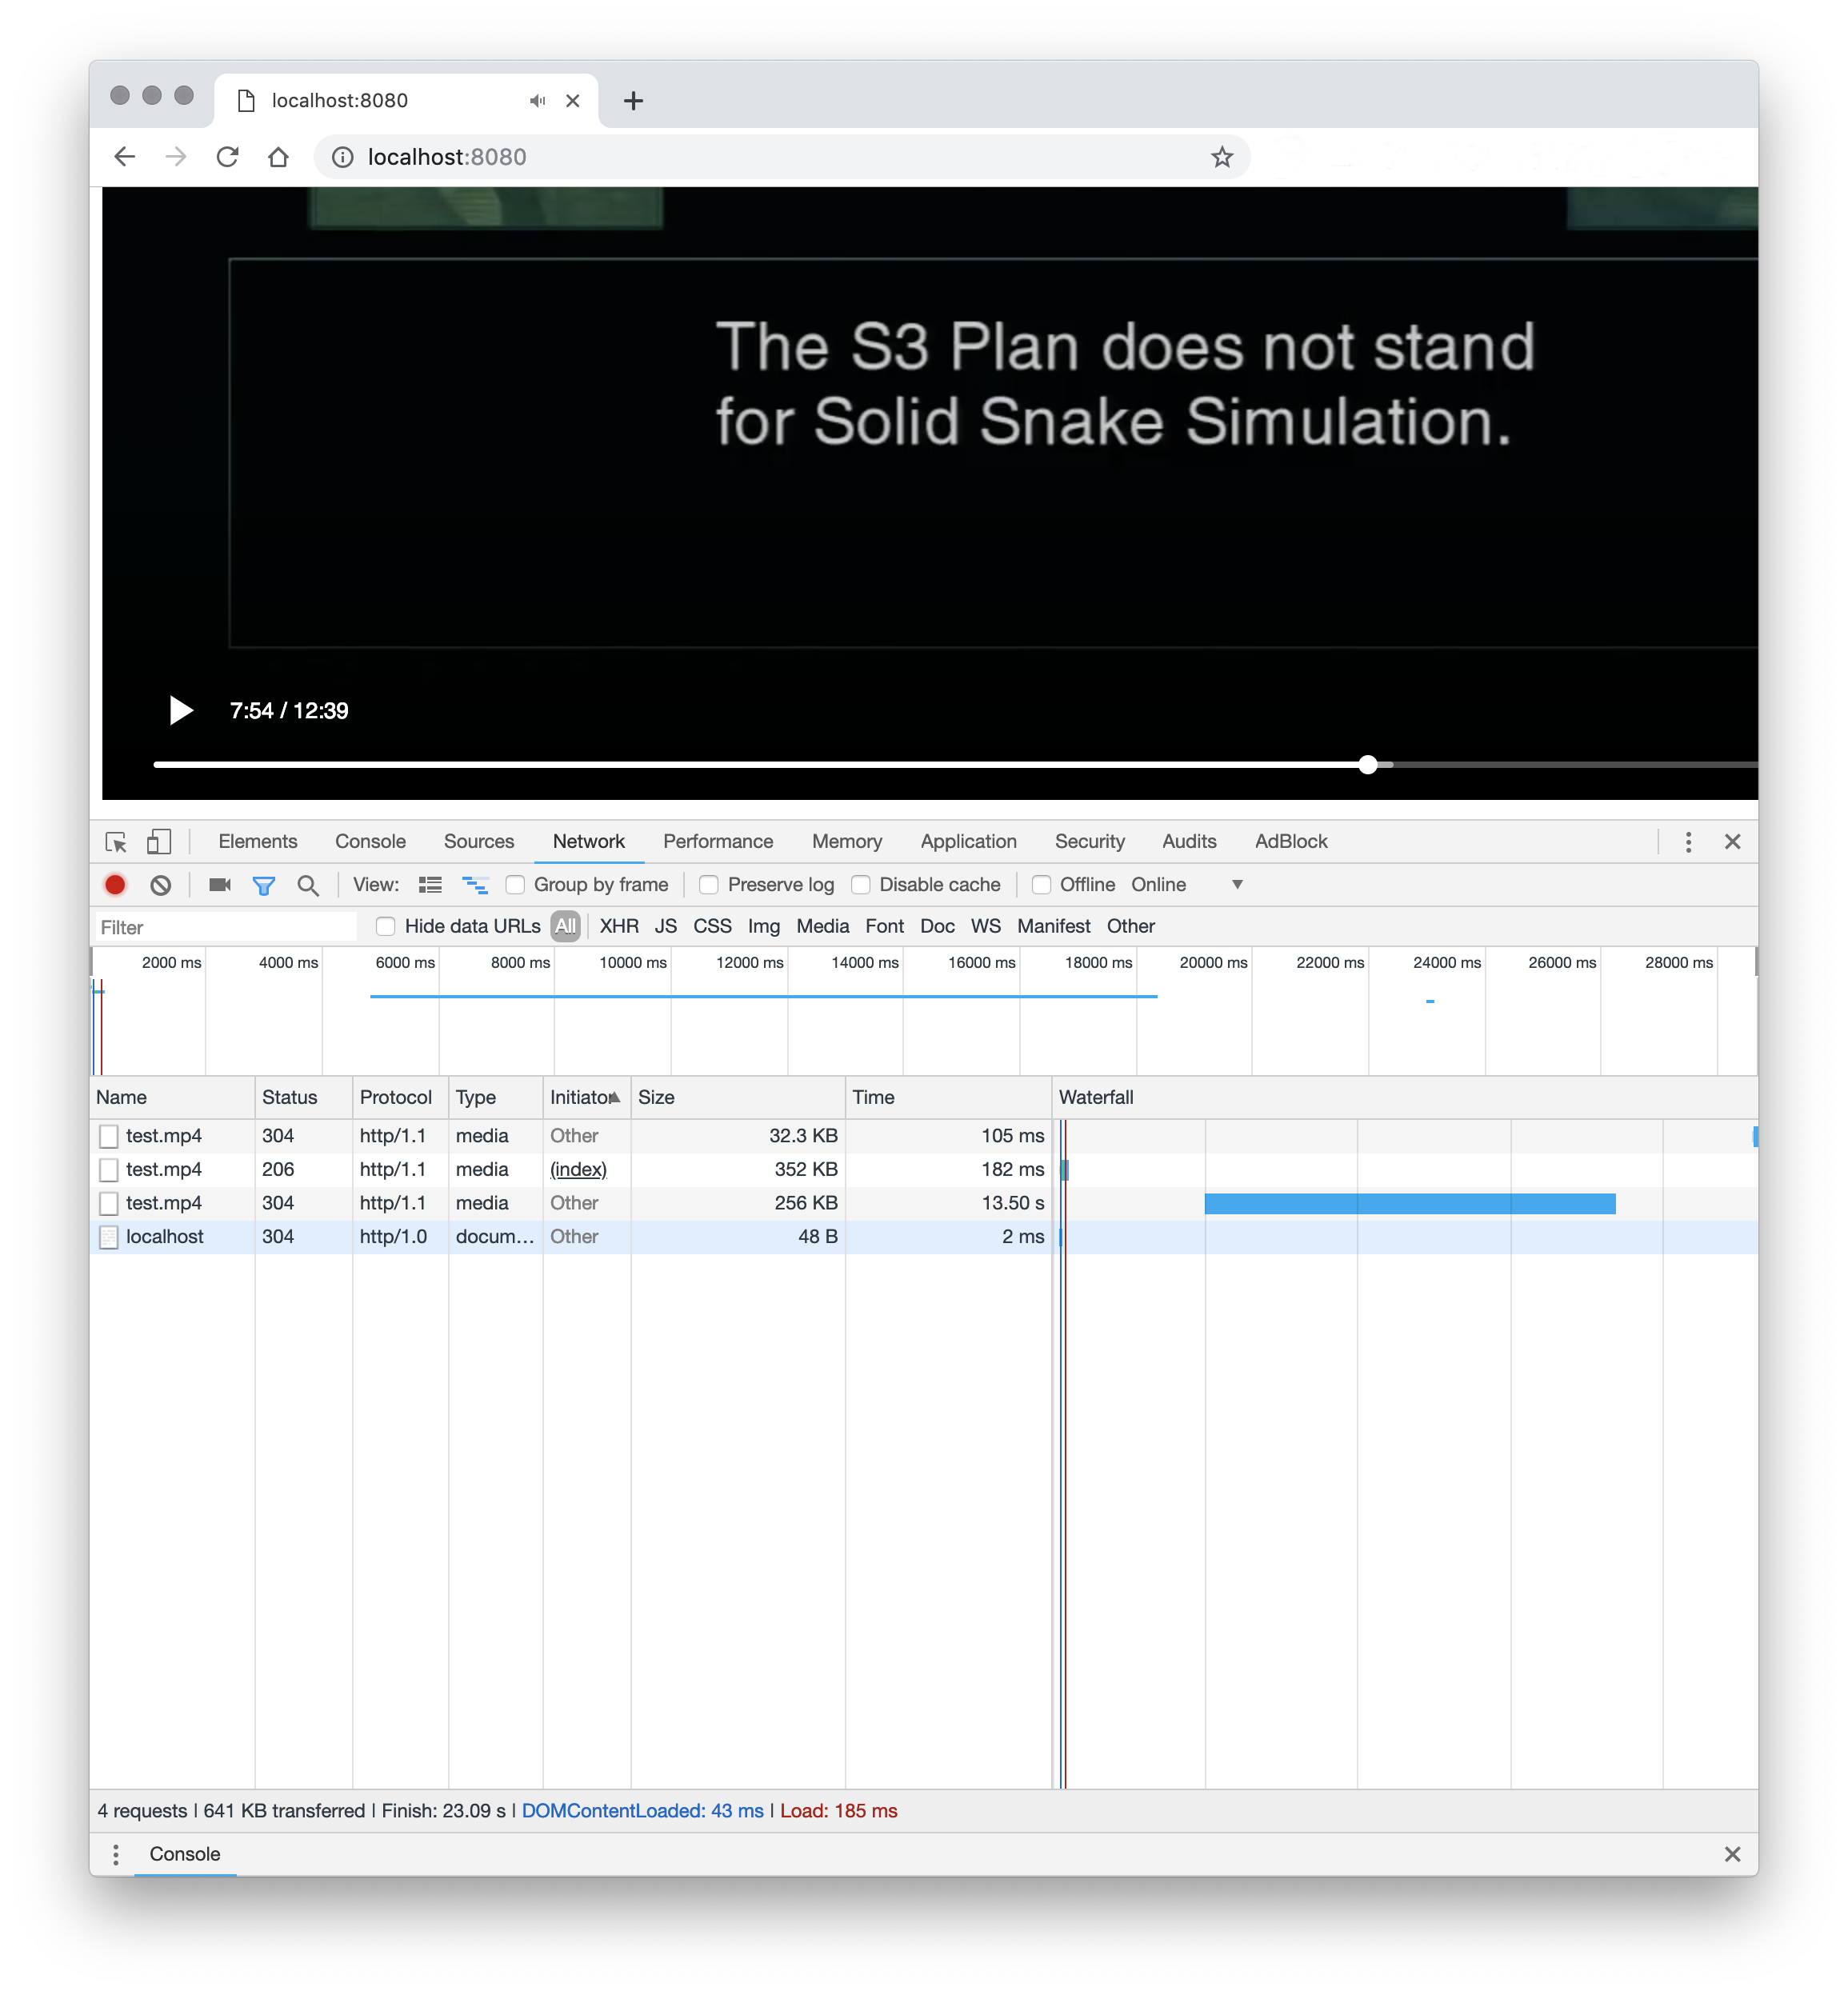 localhost:8080
localhost:8080
The S3 Plan does not stand
for Solid Snake Simulation.
7:54 / 12:39
Elements Console Sources Network Performance Memory Application Security Audits AdBlock
View: Group by frame Preserve log Disable cache Offline Online
Filter Hide data URLs All XHR JS CSS Img Media Font Doc WS Manifest Other
2000 ms 4000 ms 6000 ms 8000 ms 10000 ms 12000 ms 14000 ms 16000 ms 18000 ms 20000 ms 22000 ms 24000 ms 26000 ms 28000 ms
Name Status Protocol Type Initiator Size Time Waterfall
test.mp4 304 http/1.1 media Other 32.3 KB 105 ms
test.mp4 206 http/1.1 media (index) 352 KB 182 ms
test.mp4 304 http/1.1 media Other 256 KB 13.50 s
localhost 304 http/1.0 docum... Other 48 B 2 ms
4 requests | 641 KB transferred | Finish: 23.09 s | DOMContentLoaded: 43 ms | Load: 185 ms
Console